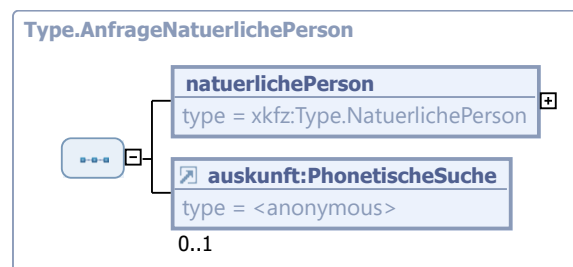 Type.AnfrageNatuerlichePerson
natuerlichePerson
type = xkfz:Type.NatuerlichePerson
auskunft:PhonetischeSuche
type = <anonymous>
0..1